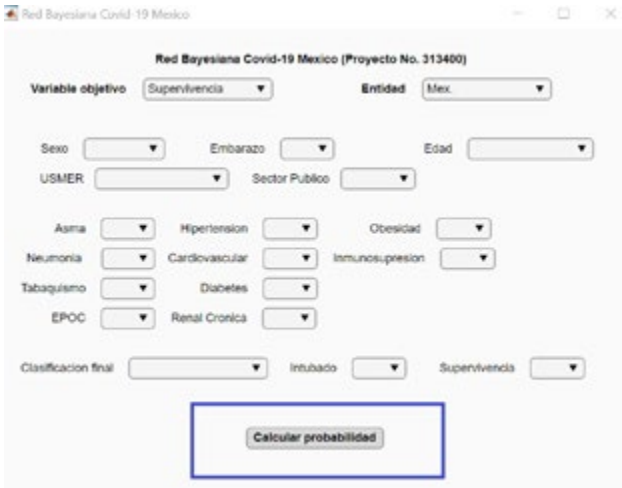 Red Bayesiana Covid-19 Mexico
Red Bayesiana Covid-19 Mexico (Proyecto No. 313400)
Variable objetivo Supervivencia Entidad Mex.
Sexo Embarazo Edad
USMER Sector Publico
Asma Hipertension Obesidad
Neumonia Cardiovascular Inmunosupresion
Tabaquismo Diabetes
EPOC Renal Cronica
Clasificacion final Intubado Supervivencia
Calcular probabilidad